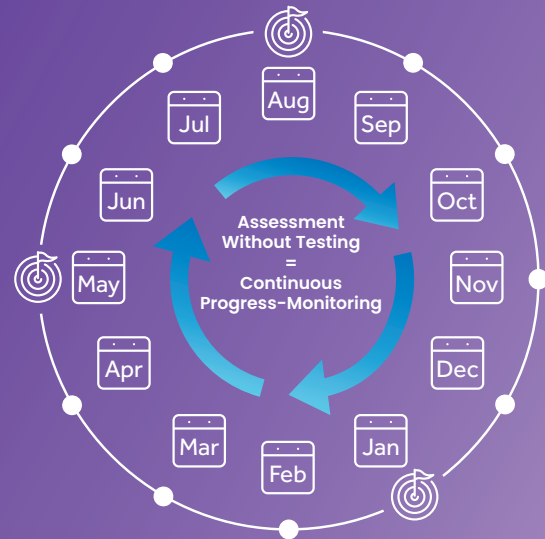 Aug
Sep
Oct
Nov
Dec
Jan
Feb
Mar
Apr
May
Jun
Jul
Assessment
Without Testing
=
Continuous
Progress-Monitoring